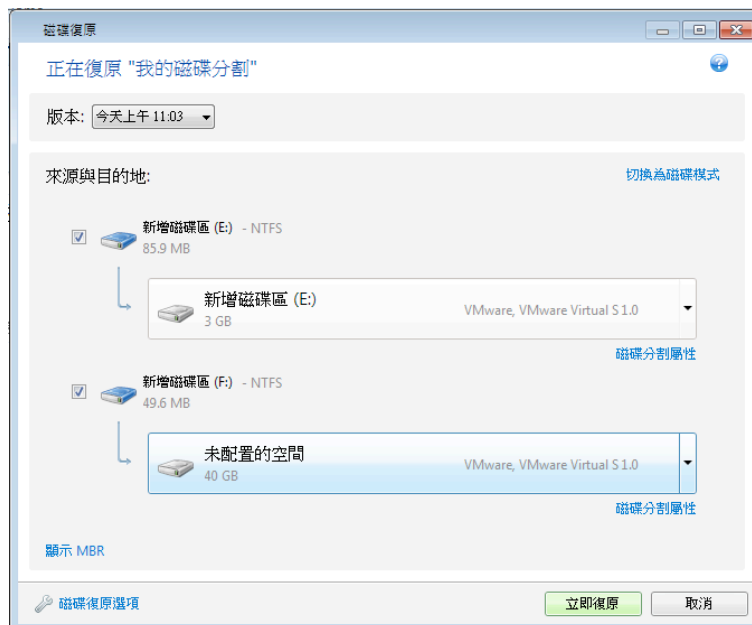 磁碟復原
正在復原 "我的磁碟分割"
版本: 今天上午 11:03
來源與目的地:
切換為磁碟模式
新增磁碟區 (E:) - NTFS
85.9 MB
新增磁碟區 (E:)
3 GB
VMware, VMware Virtual S 1.0
磁碟分割屬性
新增磁碟區 (F:) - NTFS
49.6 MB
未配置的空間
40 GB
VMware, VMware Virtual S 1.0
磁碟分割屬性
顯示 MBR
磁碟復原選項
立即復原
取消